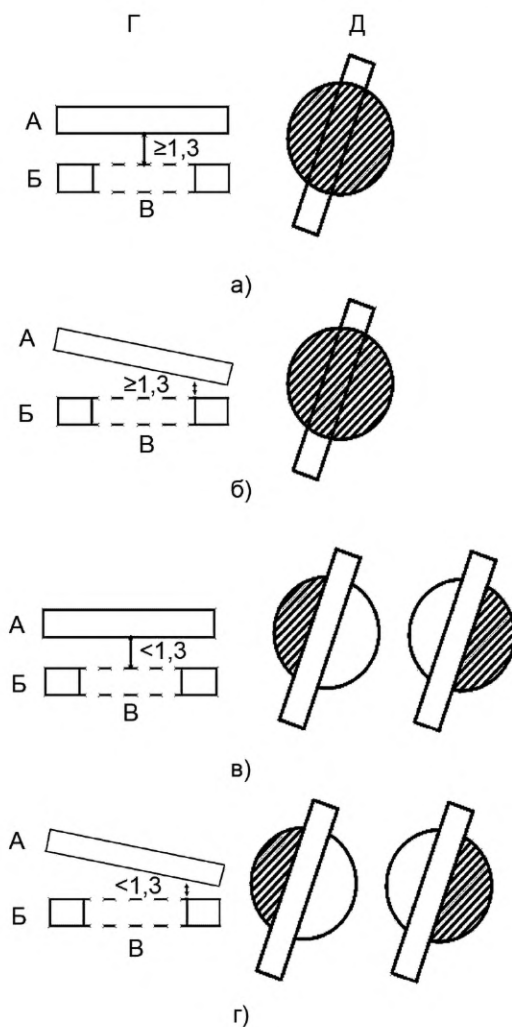 Г Д
А
≥1,3
Б
В
а)
А
≥1,3
Б
В
б)
А
<1,3
Б
В
в)
А
<1,3
Б
В
г)